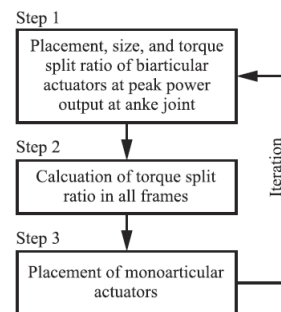 Step 1
Placement, size, and torque
split ratio of biarticular
actuators at peak power
output at anke joint
Step 2
Calcuation of torque split
ratio in all frames
Step 3
Placement of monoarticular
actuators
Iteration